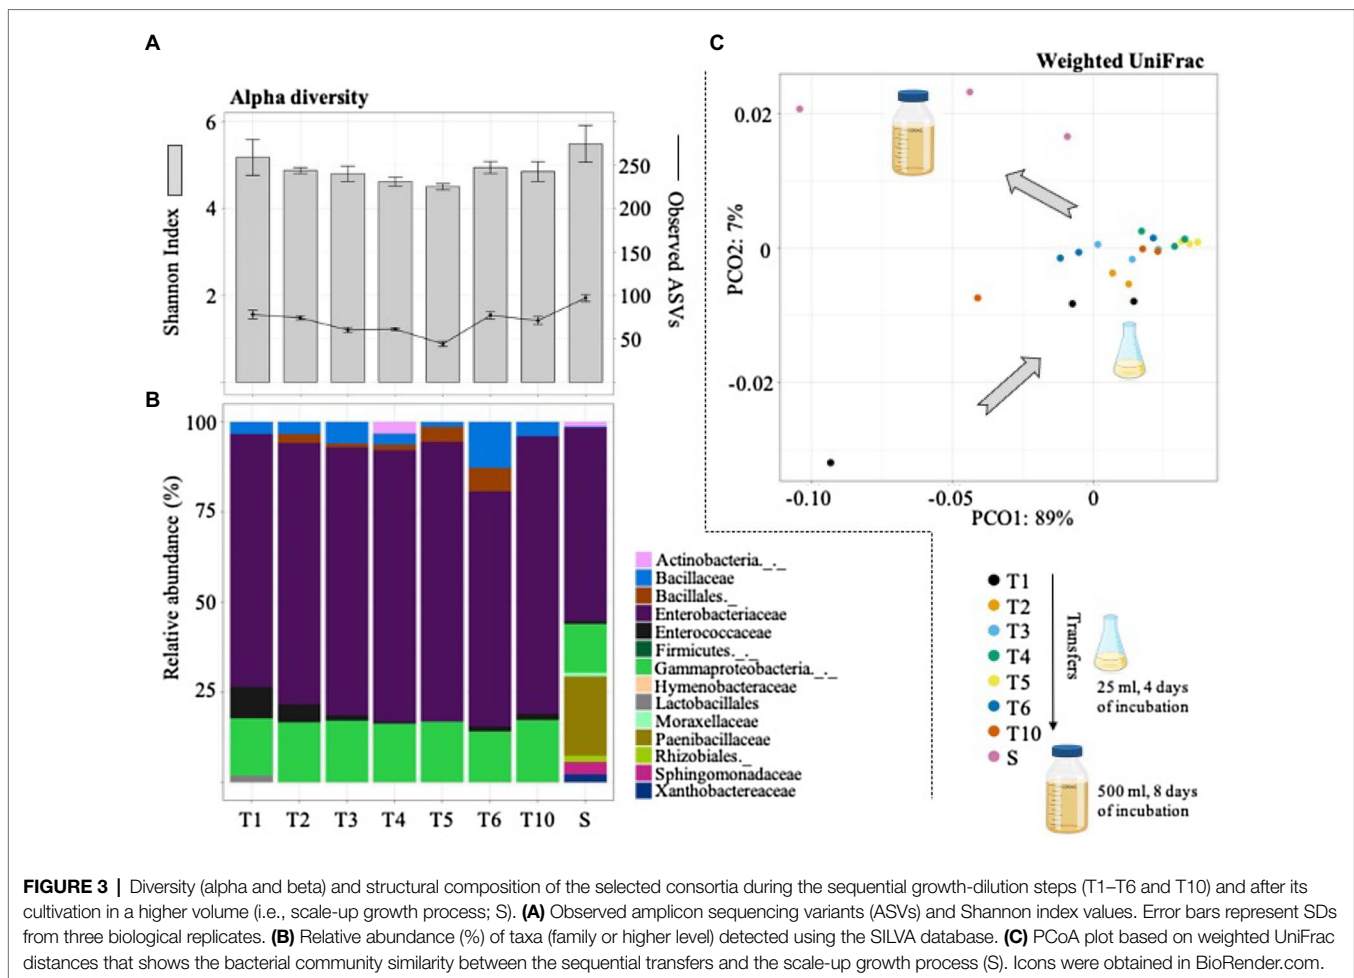 A
Alpha diversity
6
4
2
Shannon Index
250
200
150
100
50
Observed ASVs
B
100
75
50
25
Relative abundance (%)
T1 T2 T3 T4 T5 T6 T10 S
Actinobacteria._._
Bacillaceae
Bacillales._
Enterobacteriaceae
Enterococcaceae
Firmicutes._._
Gammaproteobacteria._._
Hymenobacteraceae
Lactobacillales
Moraxellaceae
Paenibacillaceae
Rhizobiales._
Sphingomonadaceae
Xanthobactereaceae
C
Weighted UniFrac
0.02
0
-0.02
PCO2: 7%
-0.10 -0.05 0
PCO1: 89%
T1
T2
T3
T4
T5
T6
T10
S
Transfers
25 ml, 4 days
of incubation
500 ml, 8 days
of incubation
FIGURE 3 | Diversity (alpha and beta) and structural composition of the selected consortia during the sequential growth-dilution steps (T1–T6 and T10) and after its
cultivation in a higher volume (i.e., scale-up growth process; S). (A) Observed amplicon sequencing variants (ASVs) and Shannon index values. Error bars represent SDs
from three biological replicates. (B) Relative abundance (%) of taxa (family or higher level) detected using the SILVA database. (C) PCoA plot based on weighted UniFrac
distances that shows the bacterial community similarity between the sequential transfers and the scale-up growth process (S). Icons were obtained in BioRender.com.